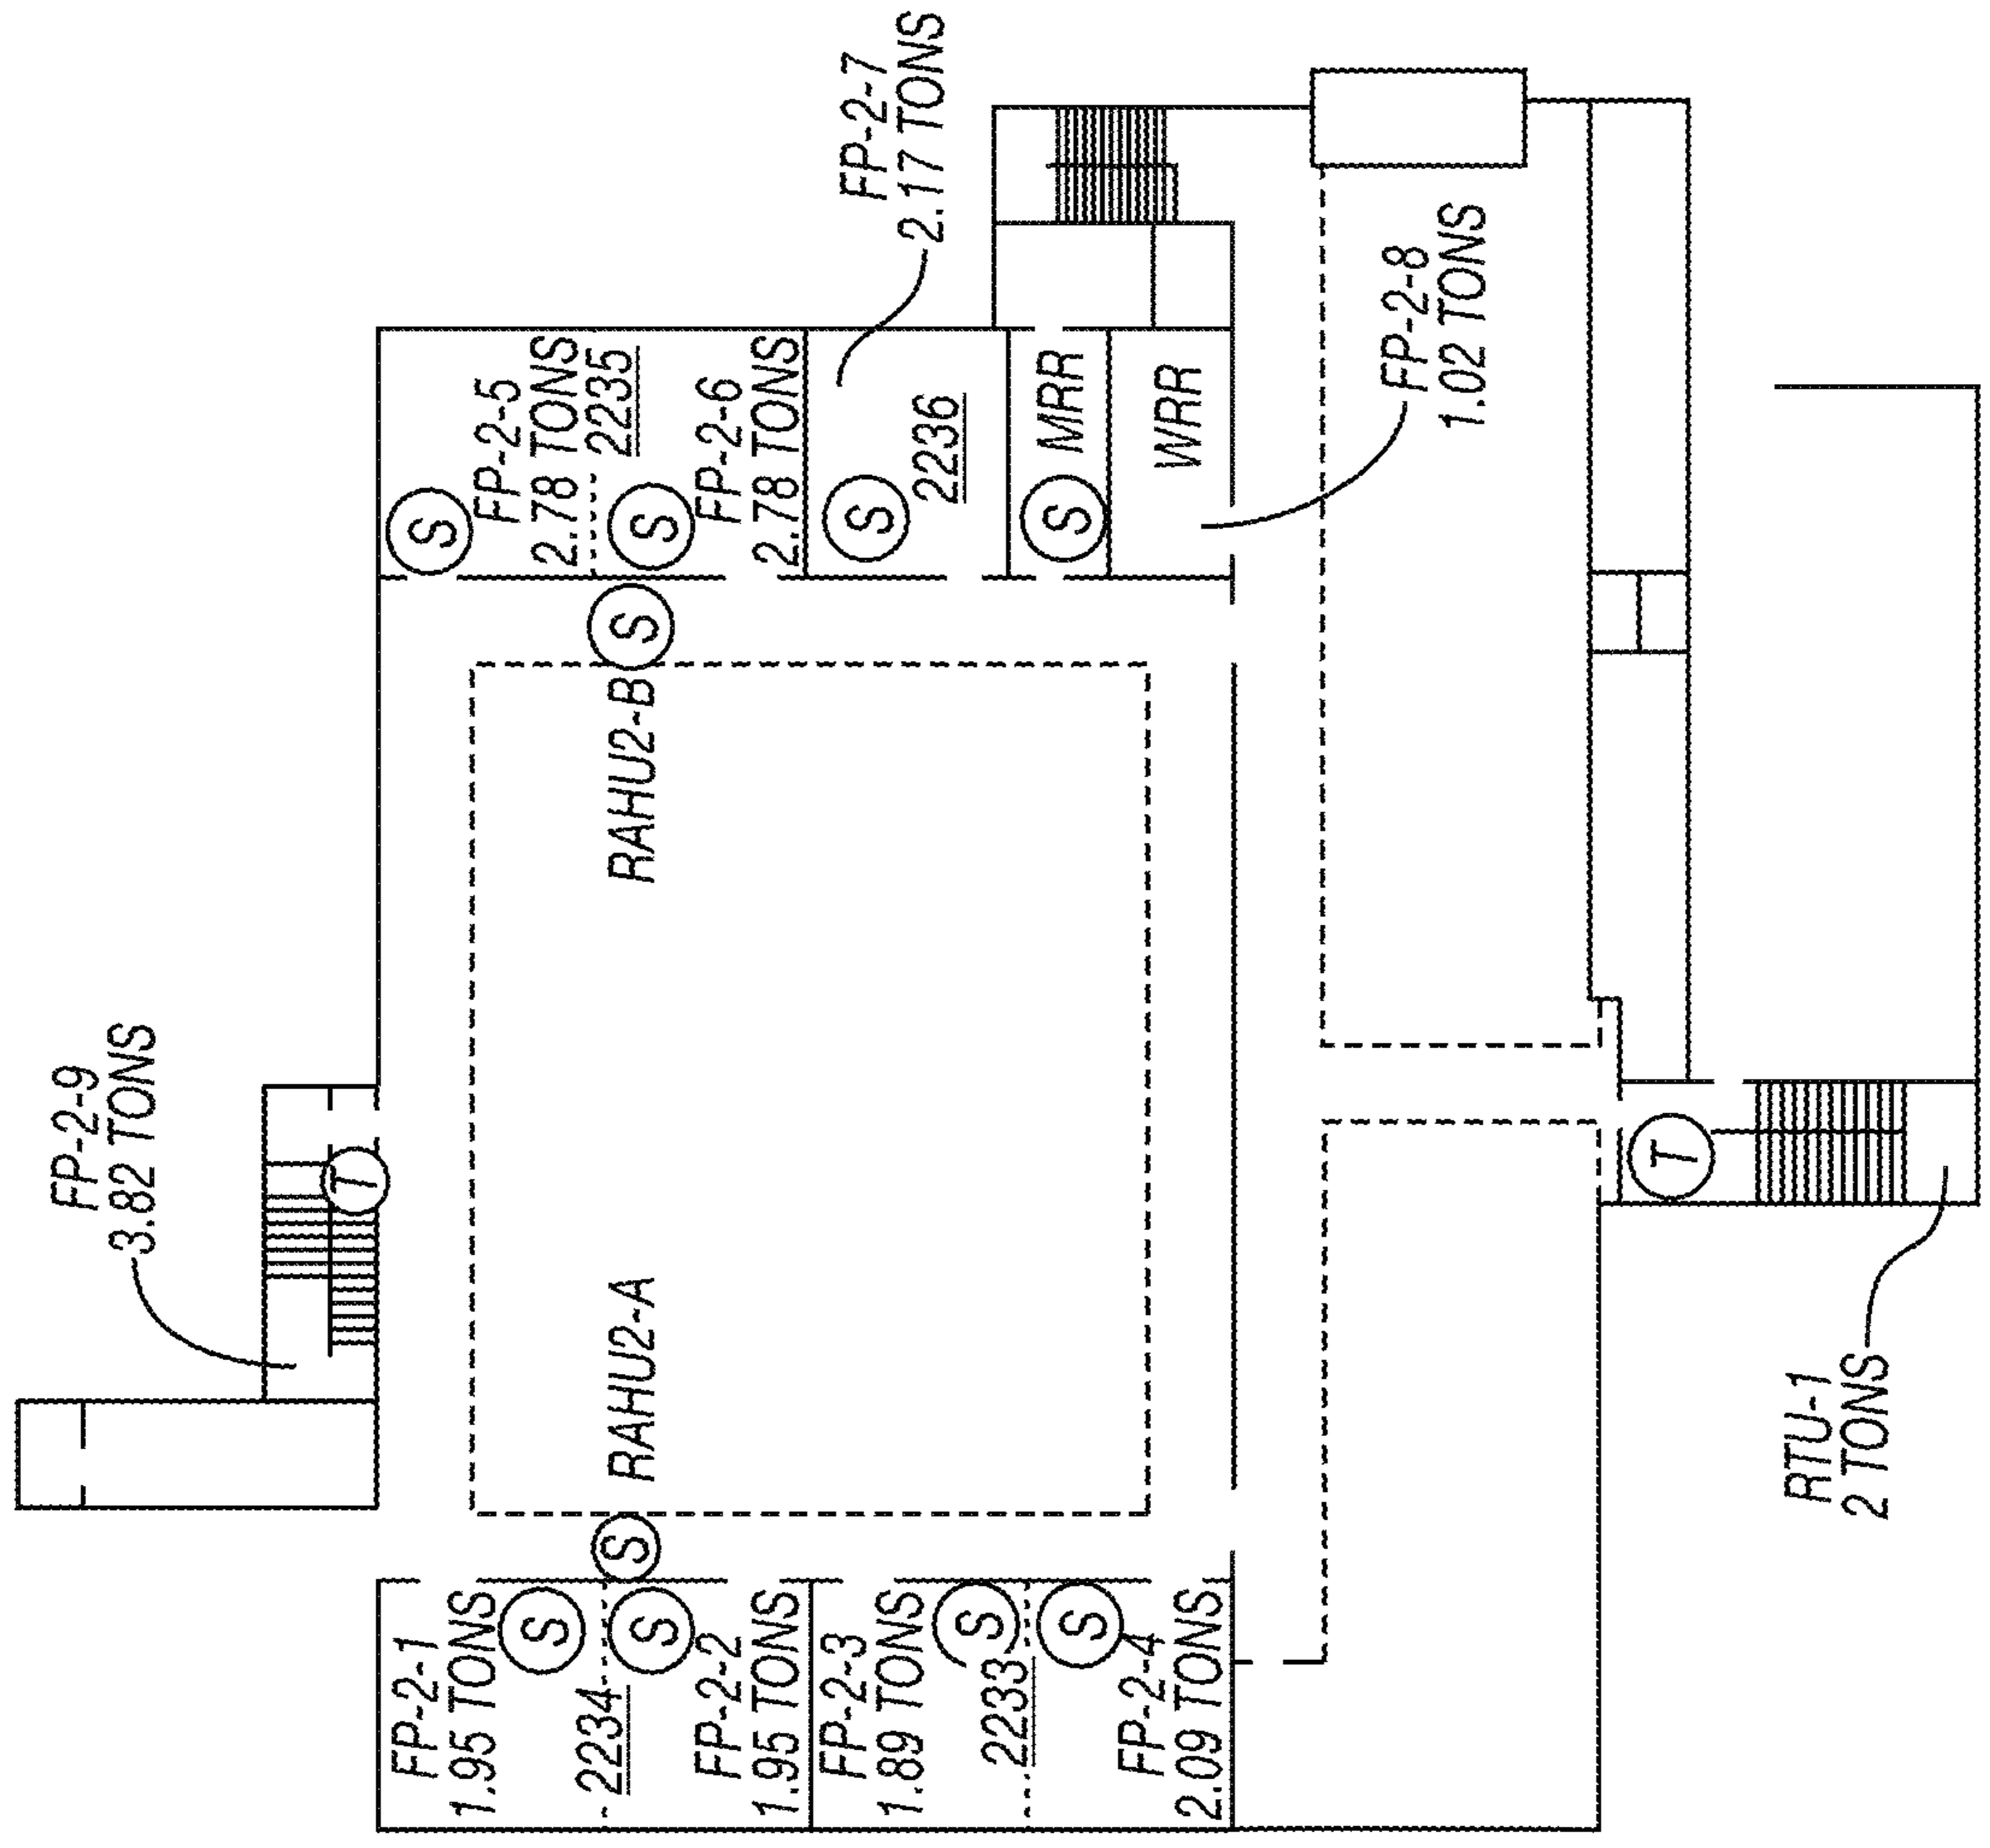 FP-2-9
3.82 TONS
FP-2-7
2.17 TONS
S
FP-2-5
2.78 TONS
2235
S
FP-2-6
2.78 TONS
S
2236
S
MRR
WRR
FP-2-8
1.02 TONS
S
RAHU2-B
T
RAHU2-A
S
FP-2-1
1.95 TONS
S
2234
S
FP-2-2
1.95 TONS
FP-2-3
1.89 TONS
S
2233
S
FP-2-4
2.09 TONS
T
RTU-1
2 TONS